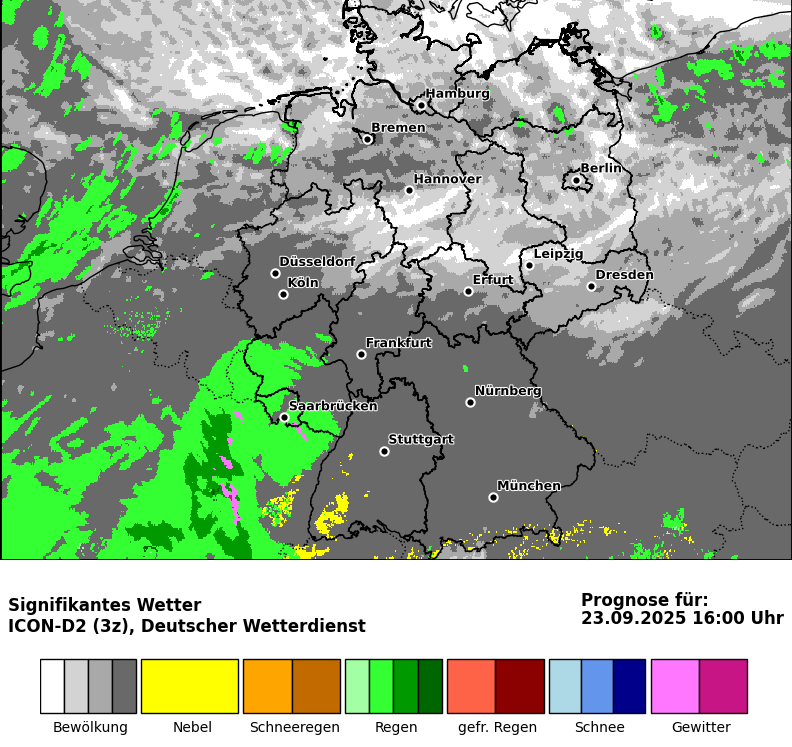 Hamburg
Bremen
Berlin
Hannover
Leipzig
Düsseldorf
Dresden
Köln
Erfurt
Frankfurt
Nürnberg
Saarbrücken
Stuttgart
München
Signifikantes Wetter
ICON-D2 (3z), Deutscher Wetterdienst
Prognose für:
23.09.2025 16:00 Uhr
Bewölkung Nebel Schneeregen Regen gefr. Regen Schnee Gewitter